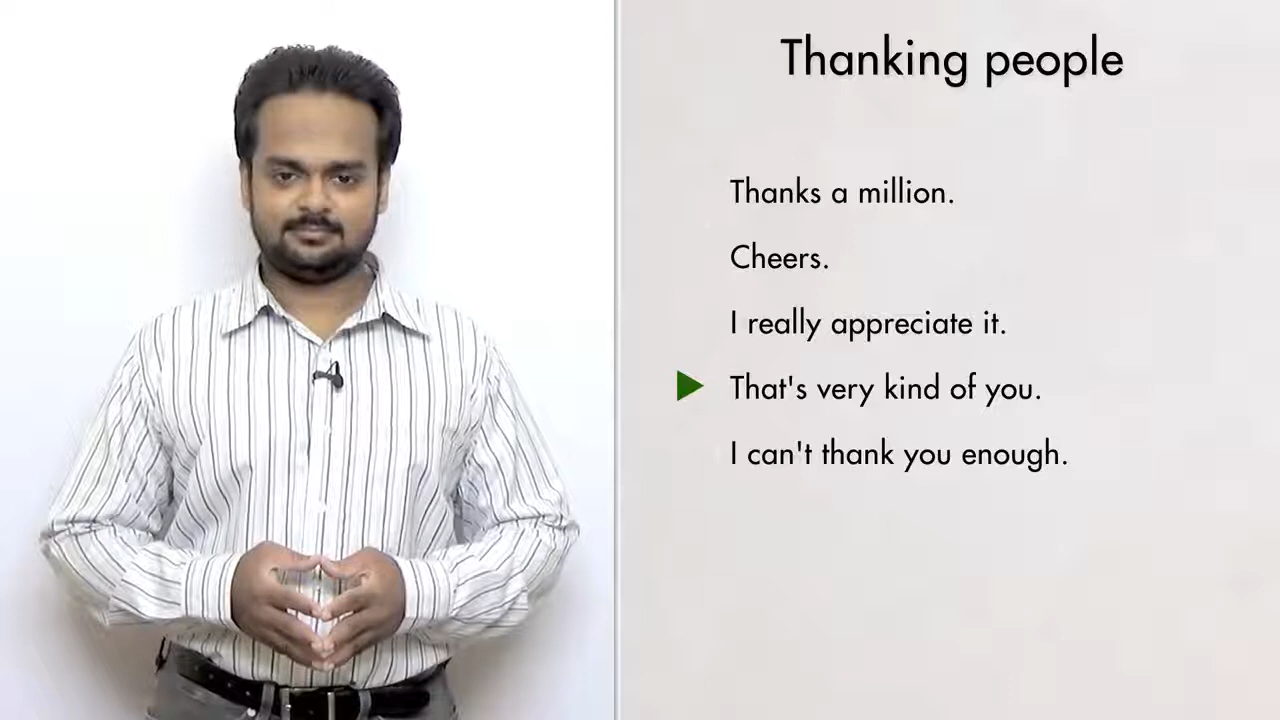 Thanking people
Thanks a million.
Cheers.
I really appreciate it.
That's very kind of you.
I can't thank you enough.